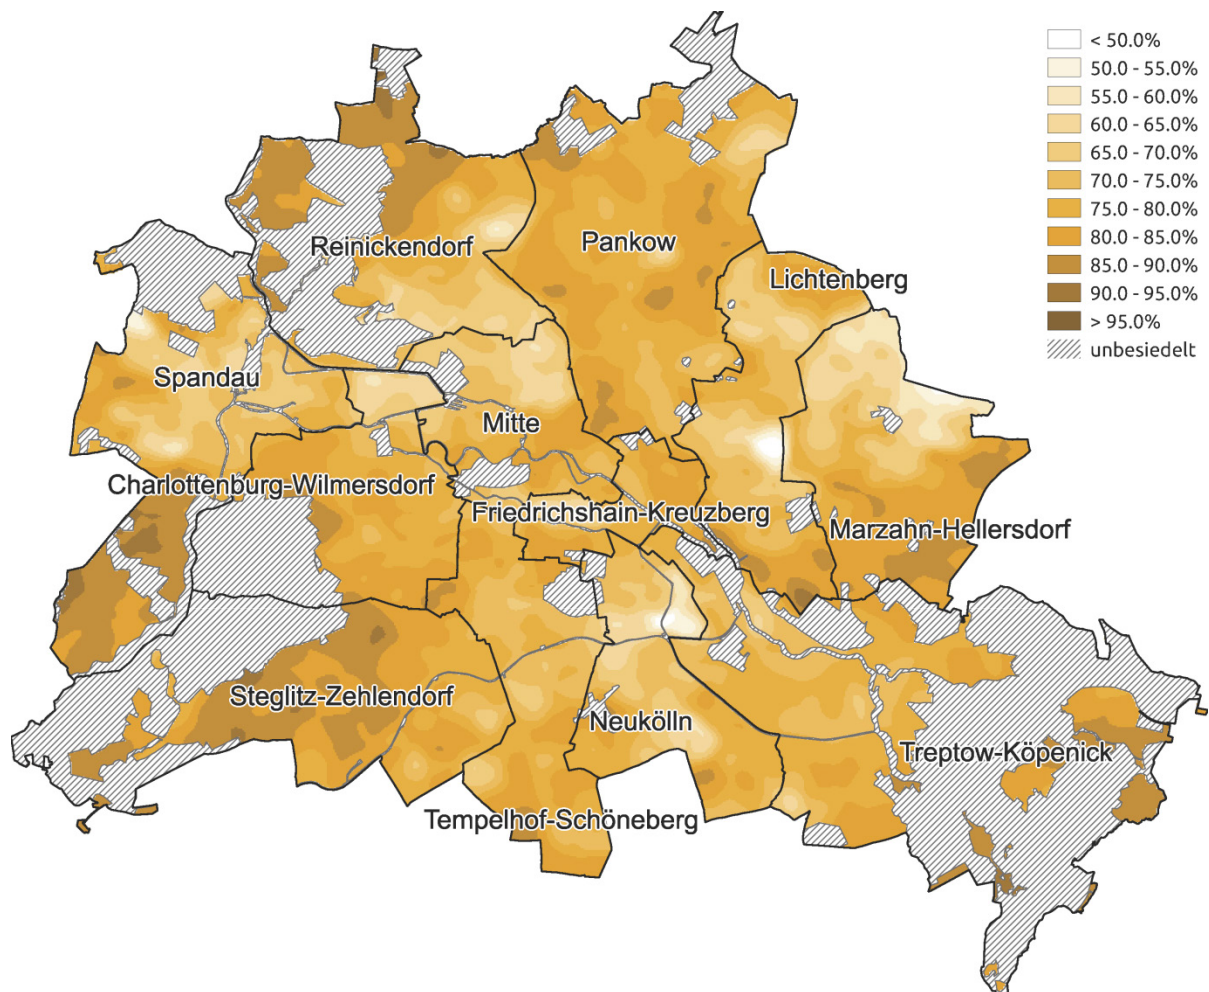 < 50.0%
50.0 - 55.0%
55.0 - 60.0%
60.0 - 65.0%
65.0 - 70.0%
70.0 - 75.0%
75.0 - 80.0%
80.0 - 85.0%
85.0 - 90.0%
90.0 - 95.0%
> 95.0%
unbesiedelt
Reinickendorf
Pankow
Lichtenberg
Spandau
Mitte
Charlottenburg-Wilmersdorf
Friedrichshain-Kreuzberg
Marzahn-Hellersdorf
Steglitz-Zehlendorf
Neukölln
Treptow-Köpenick
Tempelhof-Schöneberg